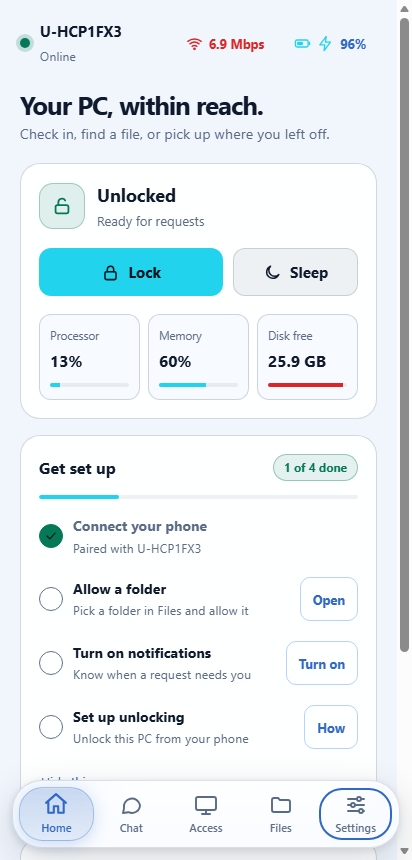 U-HCP1FX3
Online
6.9 Mbps
96%
Your PC, within reach.
Check in, find a file, or pick up where you left off.
Unlocked
Ready for requests
Lock
Sleep
Processor
13%
Memory
60%
Disk free
25.9 GB
Get set up
1 of 4 done
Connect your phone
Paired with U-HCP1FX3
Allow a folder
Pick a folder in Files and allow it
Open
Turn on notifications
Know when a request needs you
Turn on
Set up unlocking
Unlock this PC from your phone
How
Home
Chat
Access
Files
Settings